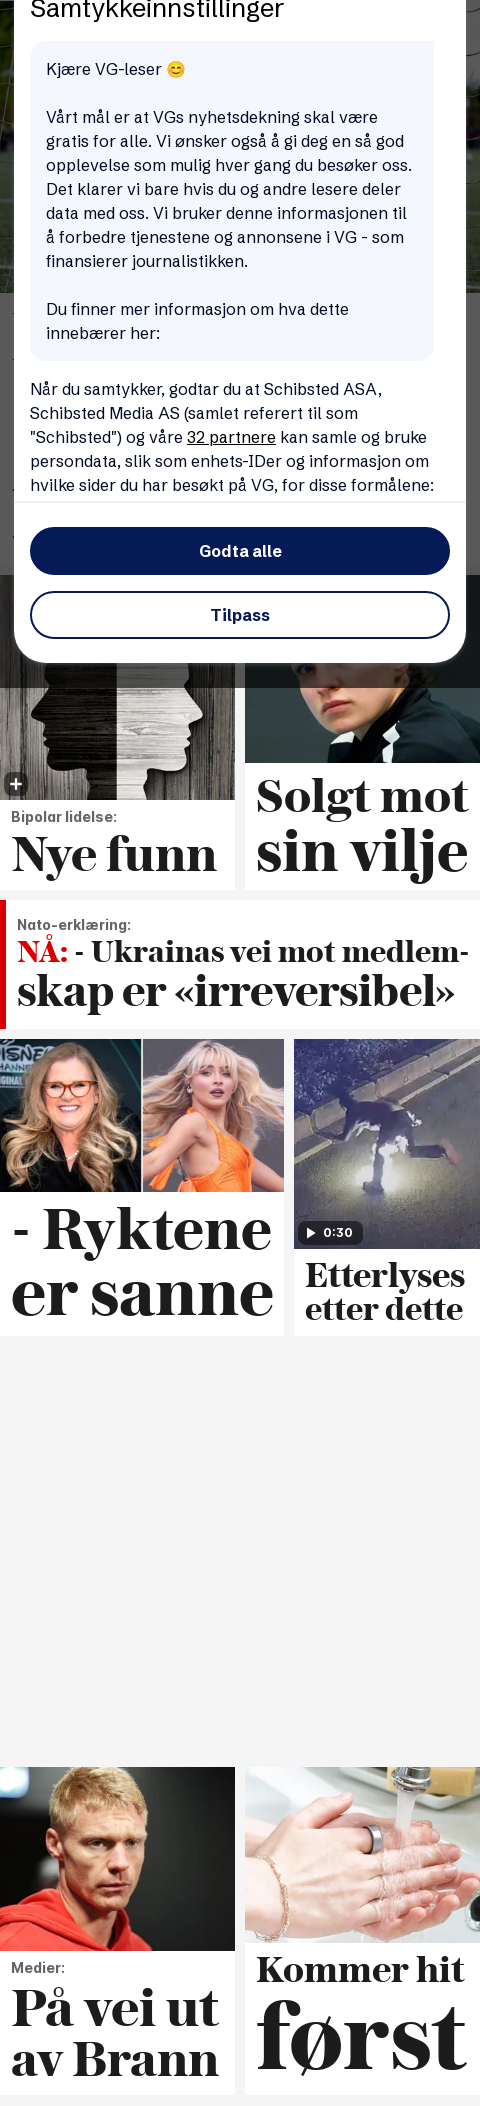 Samtykkeinnstillinger
Kjære VG-leser 😊
Vårt mål er at VGs nyhetsdekning skal være
gratis for alle. Vi ønsker også å gi deg en så god
opplevelse som mulig hver gang du besøker oss.
Det klarer vi bare hvis du og andre lesere deler
data med oss. Vi bruker denne informasjonen til
å forbedre tjenestene og annonsene i VG - som
finansierer journalistikken.
Du finner mer informasjon om hva dette
innebærer her:
Når du samtykker, godtar du at Schibsted ASA,
Schibsted Media AS (samlet referert til som
"Schibsted") og våre 32 partnere kan samle og bruke
persondata, slik som enhets-IDer og informasjon om
hvilke sider du har besøkt på VG, for disse formålene:
Godta alle
Tilpass
Bipolar lidelse:
Nye funn
Solgt mot
sin vilje
Nato-erklæring:
NÅ: - Ukrainas vei mot medlem-
skap er «irreversibel»
DISNEY
CHANNEL
ORIGINAL
- Ryktene
er sanne
0:30
Etterlyses
etter dette
Medier:
På vei ut
av Brann
Kommer hit
først